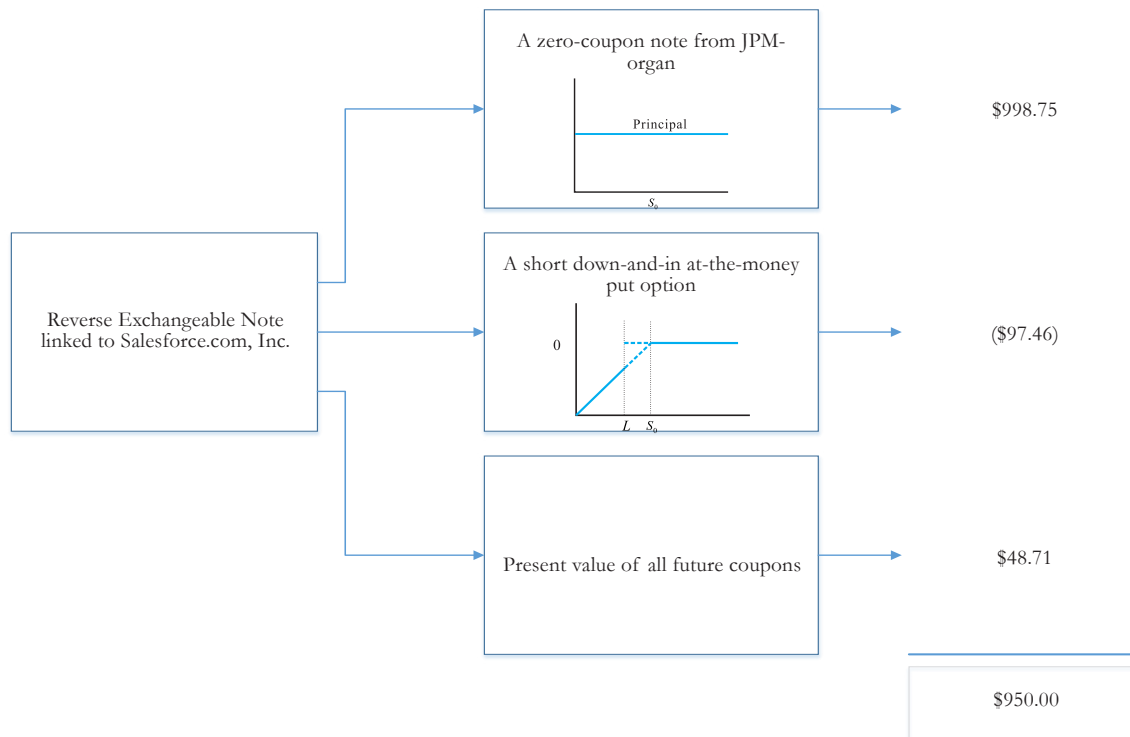 A zero-coupon note from JPM-
organ
Principal
S₀
$998.75
Reverse Exchangeable Note
linked to Salesforce.com, Inc.
A short down-and-in at-the-money
put option
0
L S₀
($97.46)
Present value of all future coupons
$48.71
$950.00